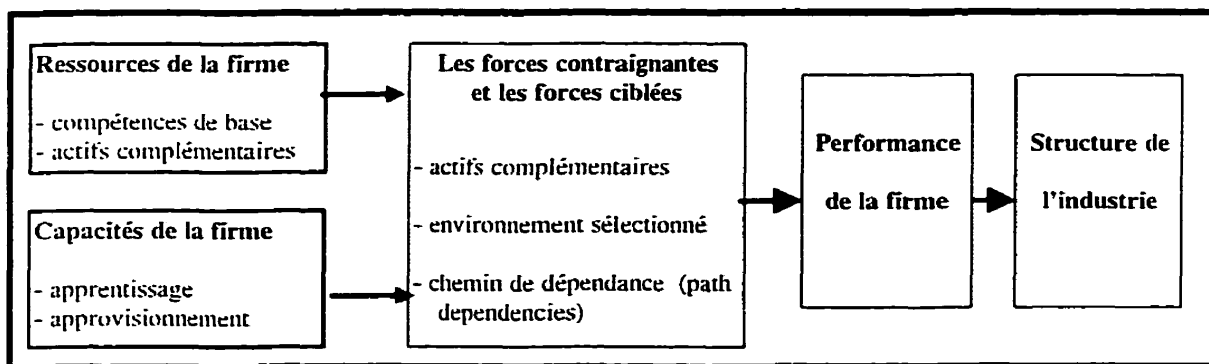 Ressources de la firme
- compétences de base
- actifs complémentaires
Capacités de la firme
- apprentissage
- approvisionnement
Les forces contraignantes
et les forces ciblées
- actifs complémentaires
- environnement sélectionné
- chemin de dépendance (path
dependencies)
Performance
de la firme
Structure de
l'industrie